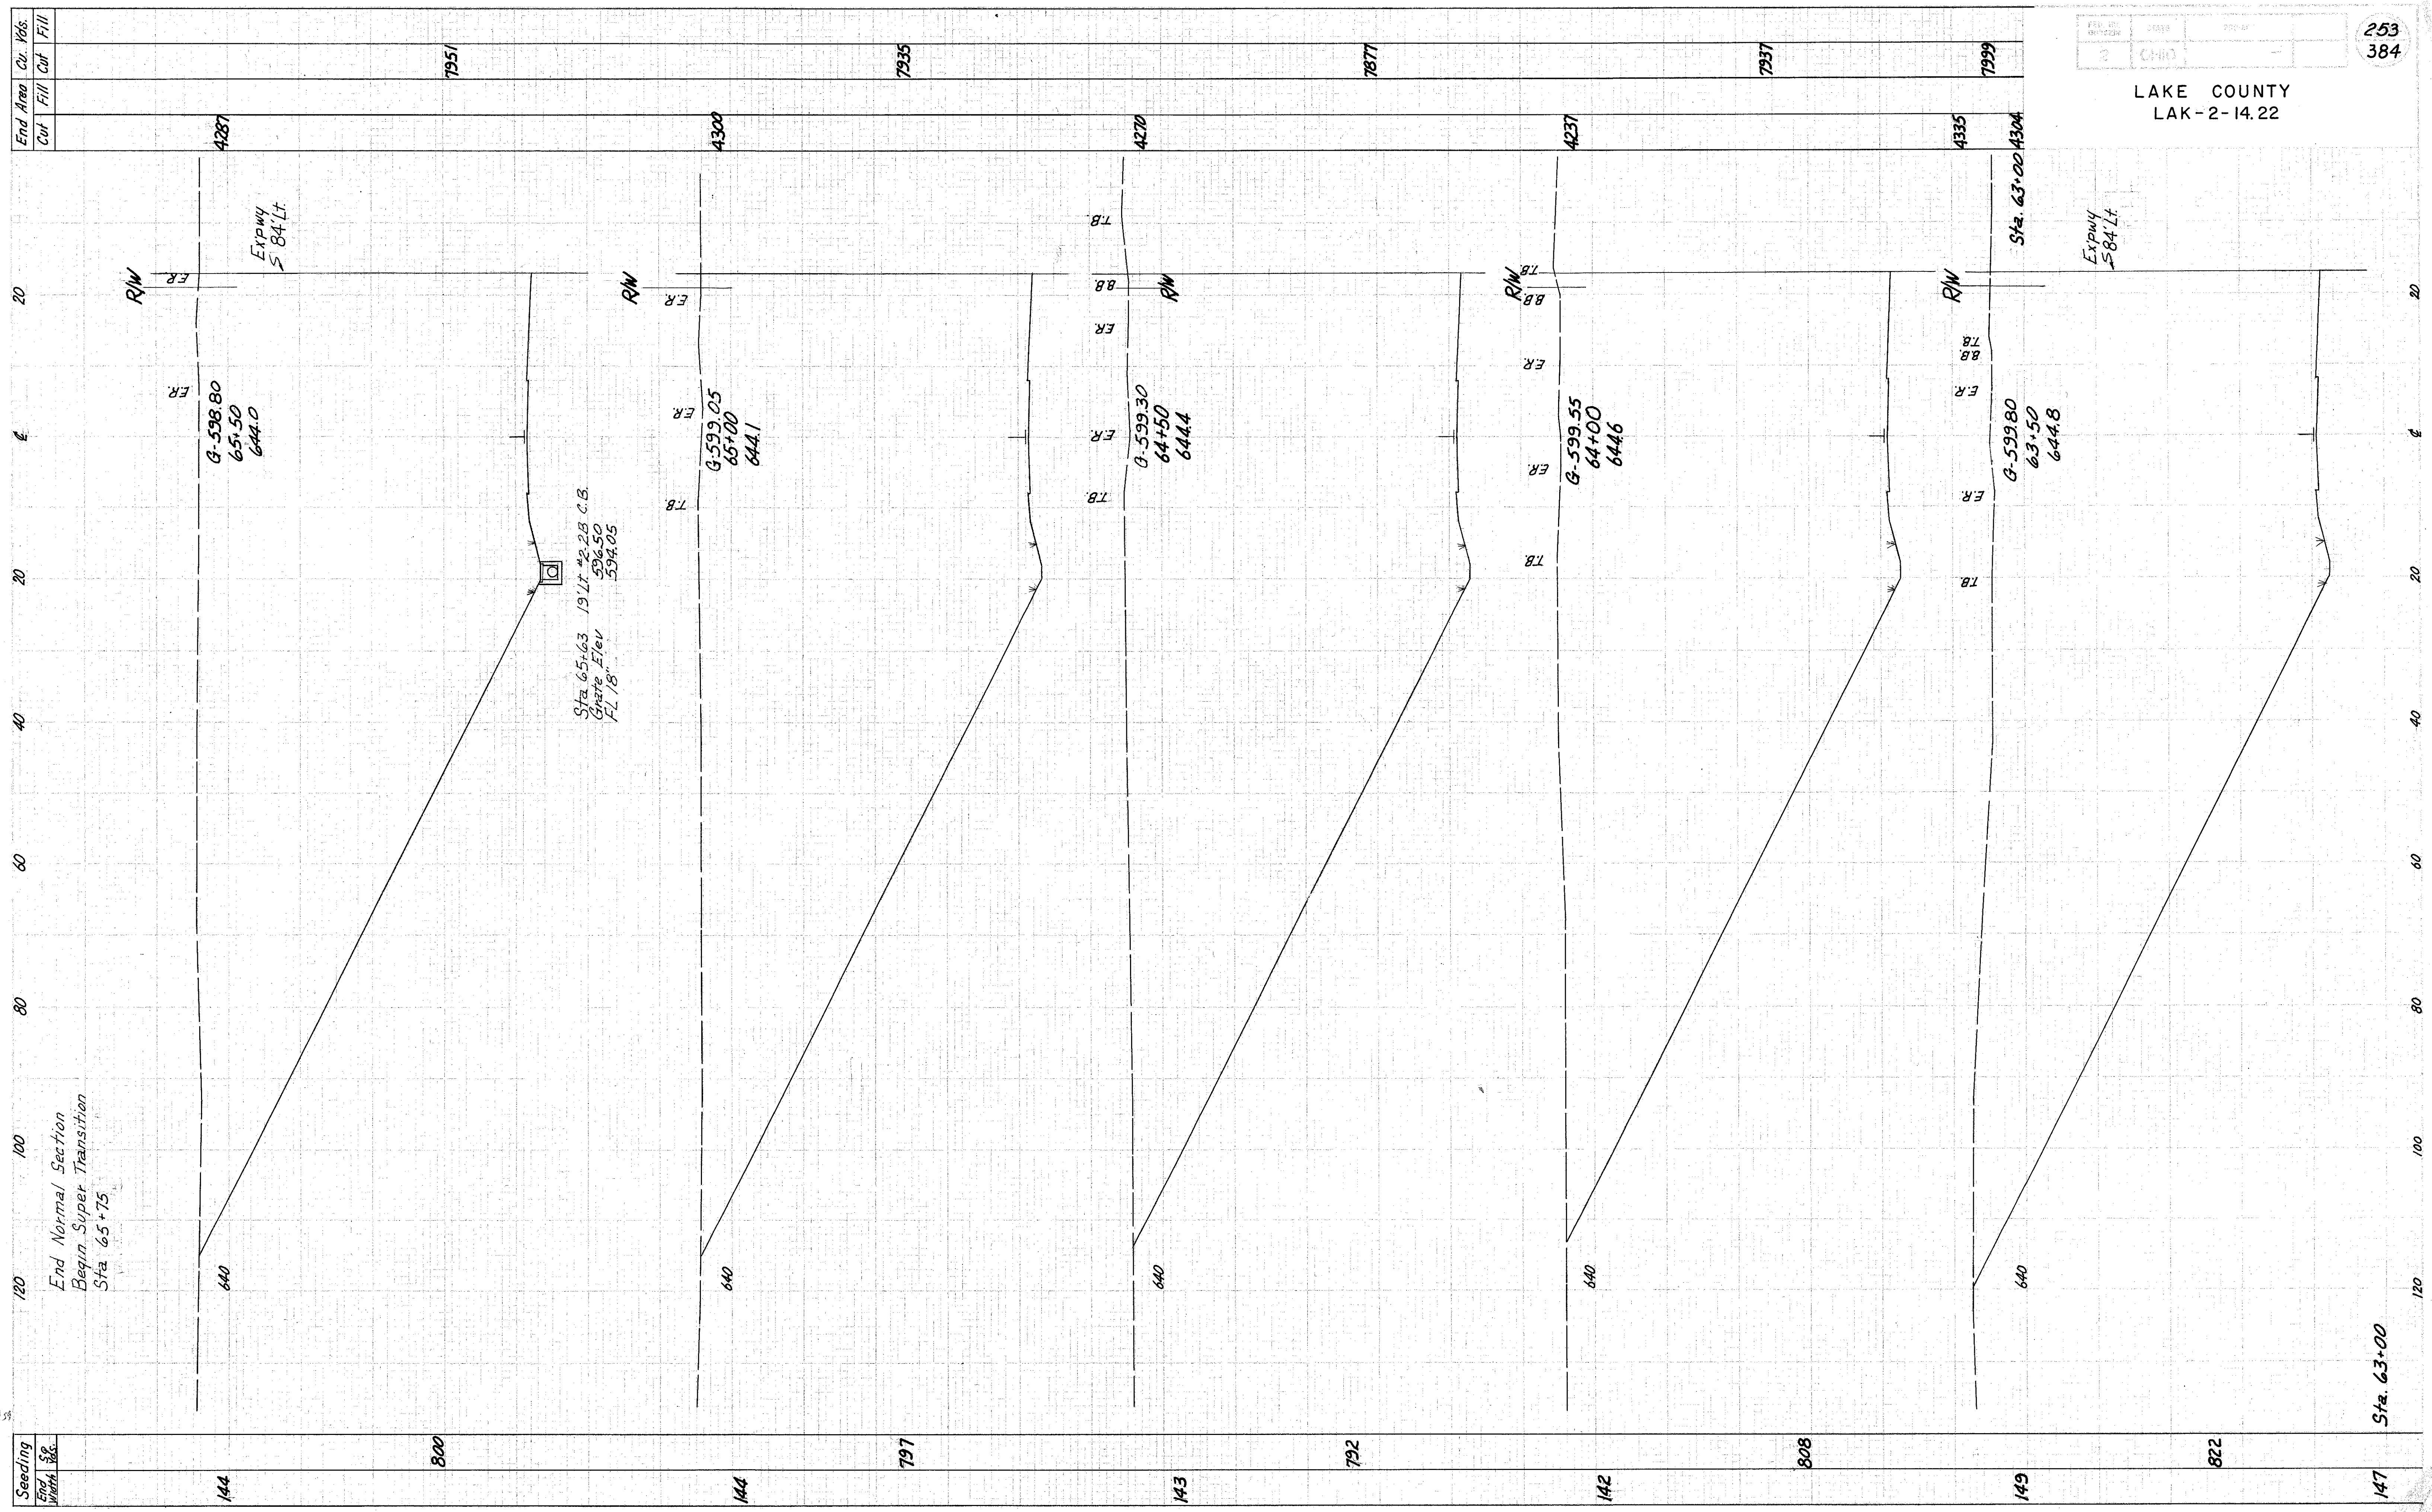 253
384
LAKE COUNTY
LAK-2-14.22
End Area
Cu. Yds.
Cut
Fill
Cut
Fill
4287
7951
4300
7935
4270
7877
4237
7937
4335
7999
4304
Sta. 63+00
Expwy
S 84' Lt.
R/W
E.R.
E.R.
G-598.80
65+50
644.0
Sta 65+63 19' Lt. #2-2B C.B.
Grate Elev 596.50
FL 18" 594.05
R/W
E.R.
E.R.
T.B.
G-599.05
65+00
644.1
T.B.
B.B.
R/W
E.R.
E.R.
T.B.
G-599.30
64+50
644.4
T.B.
R/W
B.B.
E.R.
E.R.
T.B.
G-599.55
64+00
644.6
R/W
T.B.
B.B.
E.R.
E.R.
T.B.
G-599.80
63+50
644.8
Expwy
S 84' Lt.
20
℄
20
40
60
80
100
120
20
℄
20
40
60
80
100
120
End Normal Section
Begin Super Transition
Sta 65+75
640
640
640
640
640
Sta. 63+00
Seeding
End Width
Sq. Yds.
144
800
144
797
143
792
142
808
149
822
147